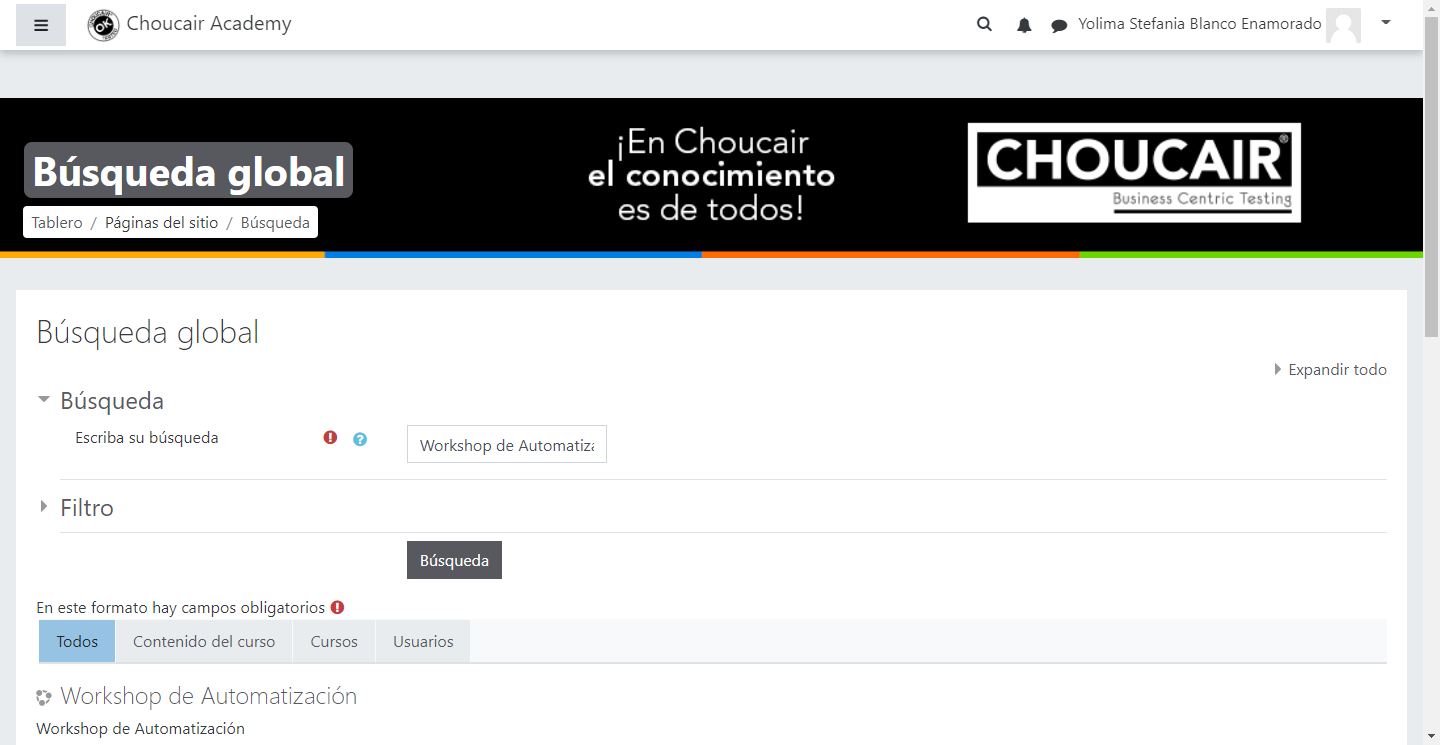 Choucair Academy
Yolima Stefania Blanco Enamorado
Búsqueda global
Tablero / Páginas del sitio / Búsqueda
¡En Choucair
el conocimiento
es de todos!
CHOUCAIR®
Business Centric Testing
Búsqueda global
Expandir todo
Búsqueda
Escriba su búsqueda
Workshop de Automatiza
Filtro
Búsqueda
En este formato hay campos obligatorios
Todos
Contenido del curso
Cursos
Usuarios
Workshop de Automatización
Workshop de Automatización